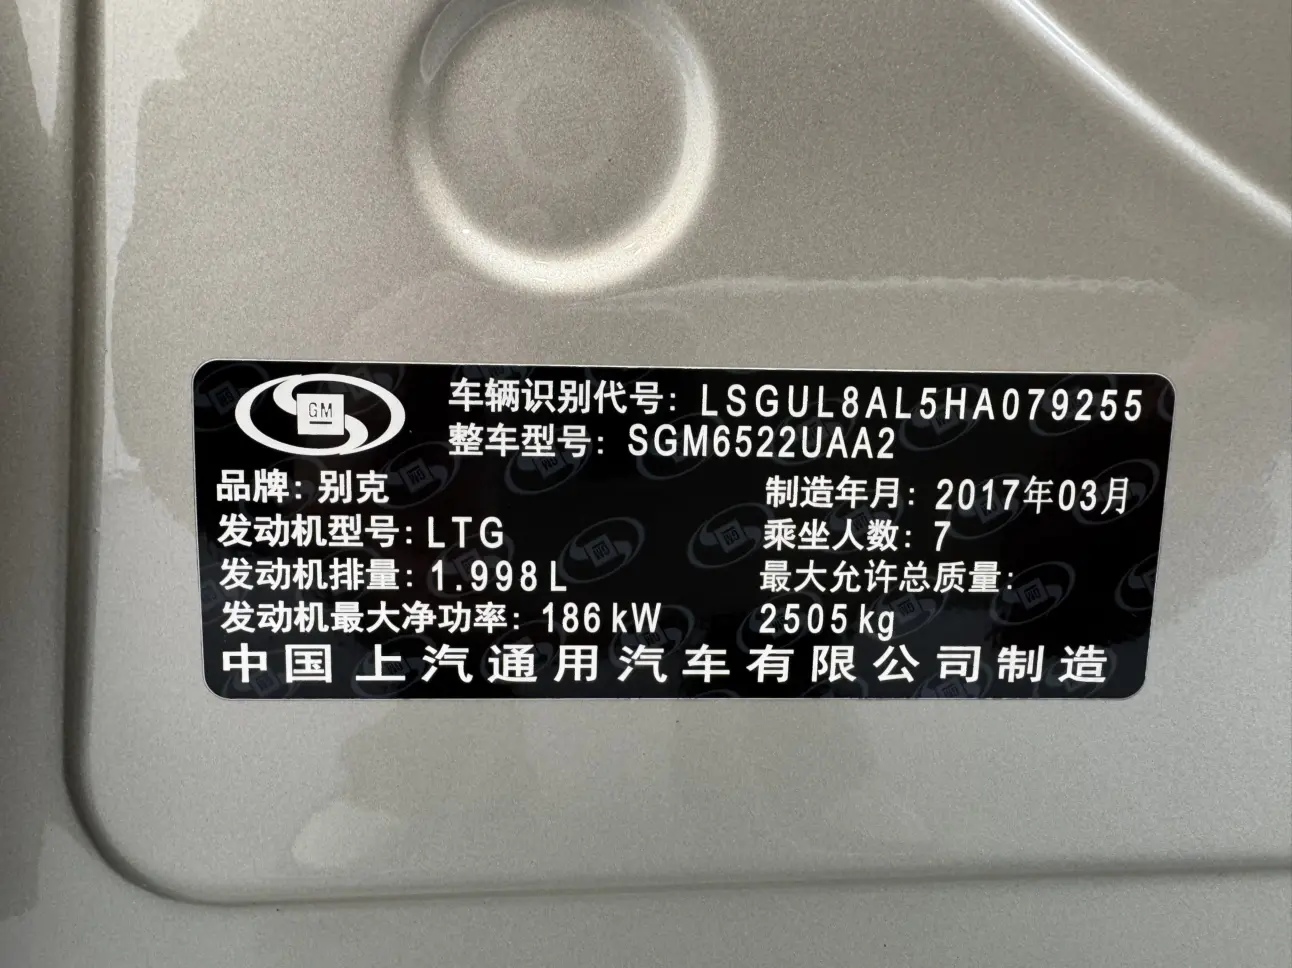 GM
车辆识别代号: LSGUL8AL5HA079255
整车型号: SGM6522UAA2
品牌: 别克
制造年月: 2017年03月
发动机型号: LTG
乘坐人数: 7
发动机排量: 1.998L
最大允许总质量:
发动机最大净功率: 186kW
2505kg
中国上汽通用汽车有限公司制造